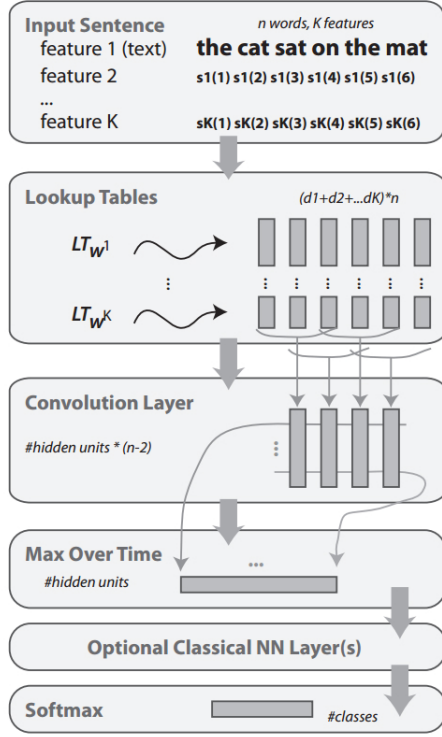 Input Sentence
n words, K features
feature 1 (text) the cat sat on the mat
feature 2 s1(1) s1(2) s1(3) s1(4) s1(5) s1(6)
...
feature K sK(1) sK(2) sK(3) sK(4) sK(5) sK(6)
Lookup Tables
(d1+d2+...dK)*n
LTW1
...
LTWK
... ... ... ... ... ...
Convolution Layer
#hidden units * (n-2)
...
Max Over Time
...
#hidden units
Optional Classical NN Layer(s)
Softmax
#classes